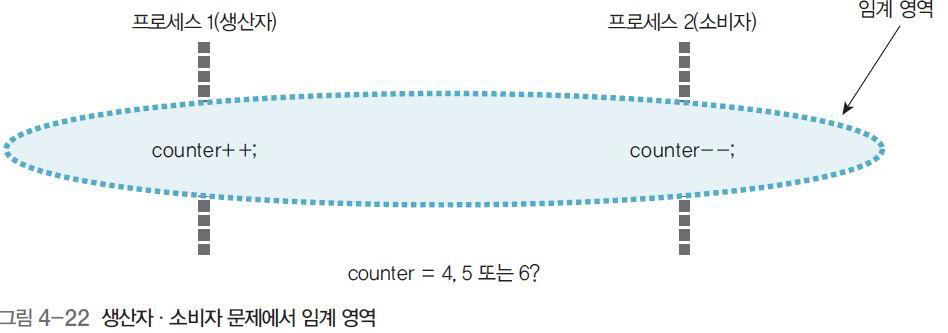 프로세스 1(생산자)
프로세스 2(소비자)
임계 영역
counter++;
counter−−;
counter = 4, 5 또는 6?
그림 4-22 생산자 · 소비자 문제에서 임계 영역